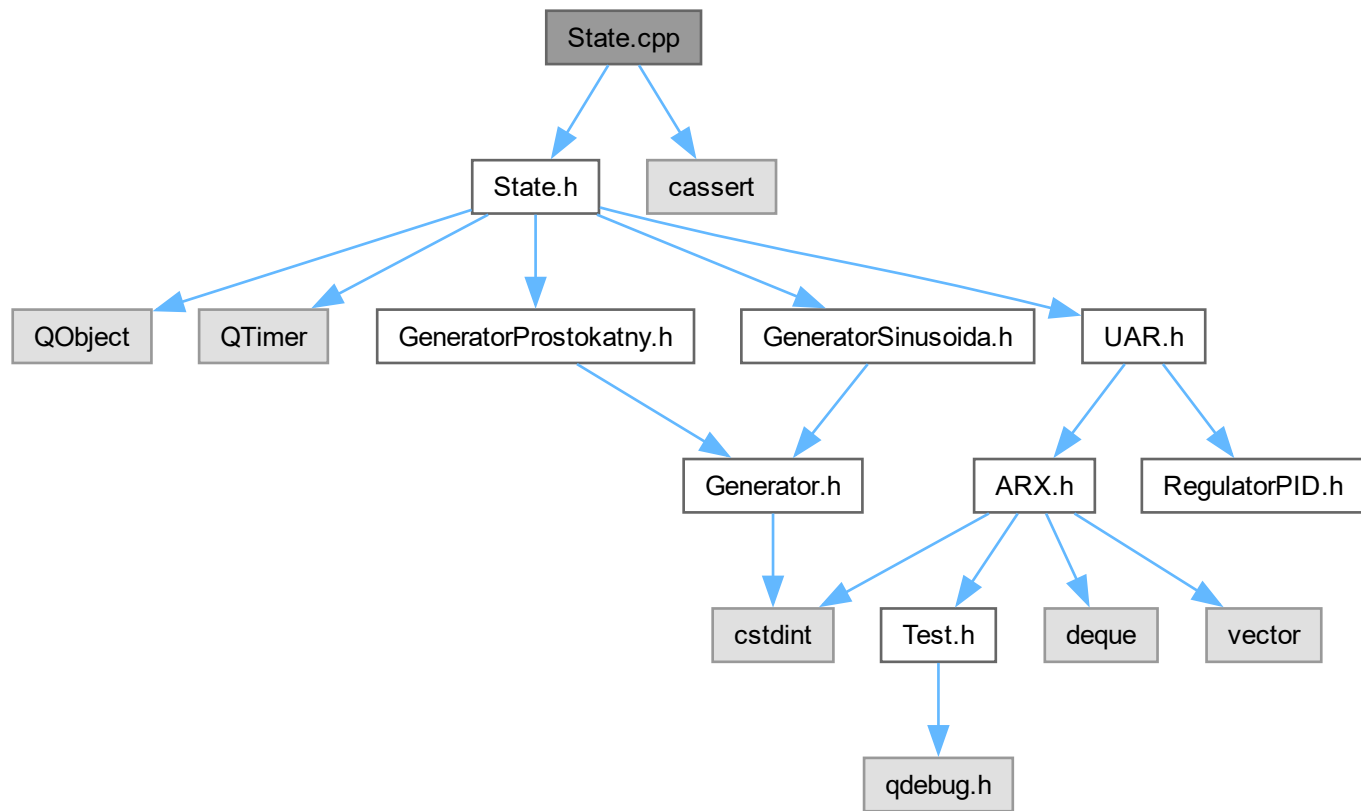 State.cpp
State.h
cassert
QObject
QTimer
GeneratorProstokatny.h
GeneratorSinusoida.h
UAR.h
Generator.h
ARX.h
RegulatorPID.h
cstdint
Test.h
deque
vector
qdebug.h